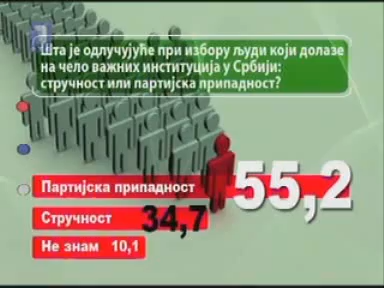 Шта је одлучујуће при избору људи који долазе
на чело важних институција у Србији:
стручност или партијска припадност?
Партијска припадност 55,2
Стручност 34,7
Не знам 10,1